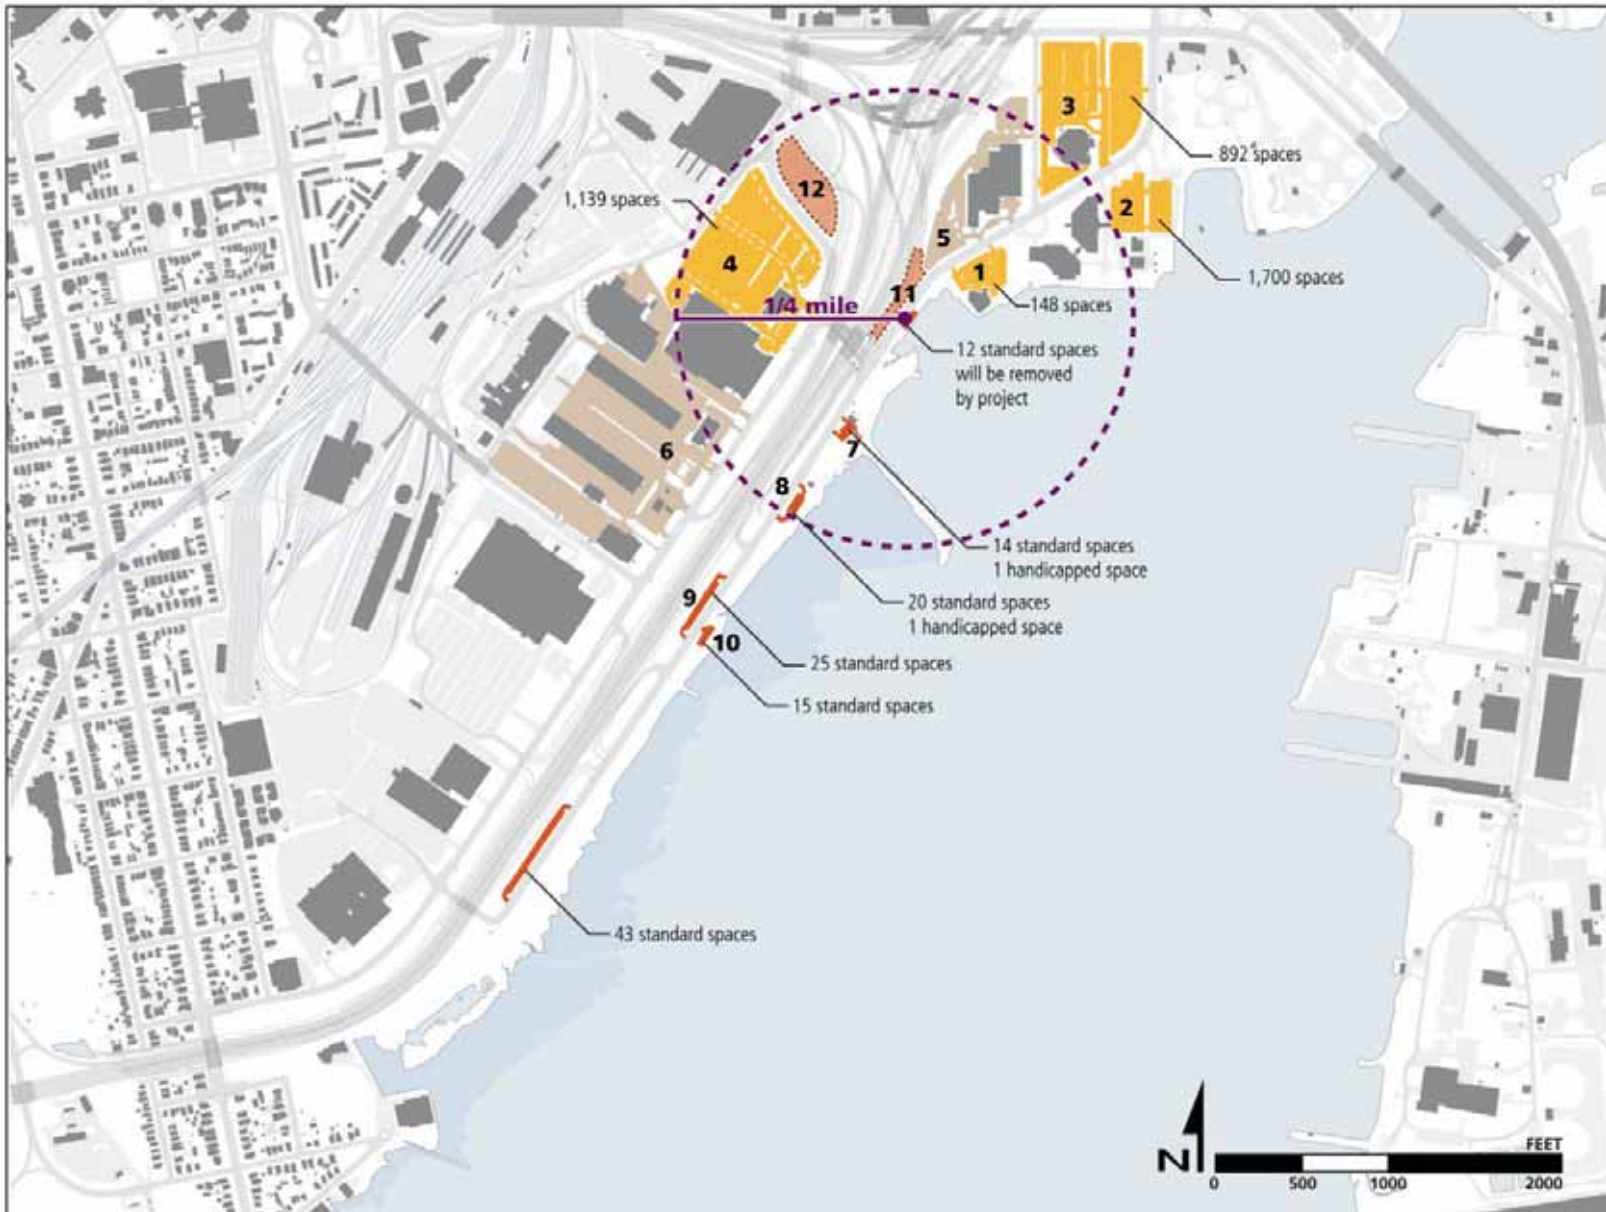 3
892 spaces
12
1,139 spaces
2
5
4
1
1,700 spaces
11
1/4 mile
148 spaces
12 standard spaces
will be removed
by project
7
6
8
14 standard spaces
1 handicapped space
9
20 standard spaces
1 handicapped space
10
25 standard spaces
15 standard spaces
43 standard spaces
N
FEET
0 500 1000 2000